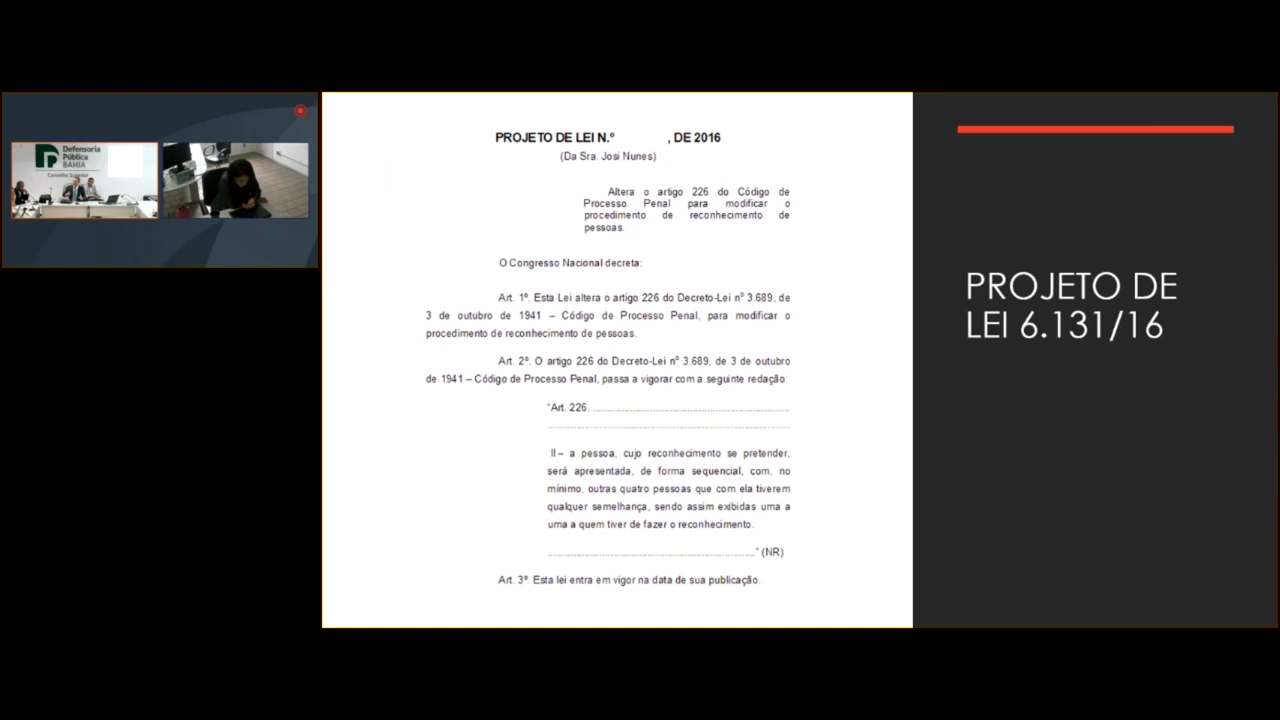 Defensoria
Pública
BAHIA
Conselho Superior
PROJETO DE LEI N.º , DE 2016
(Da Sra. Josi Nunes)
Altera o artigo 226 do Código de
Processo Penal para modificar o
procedimento de reconhecimento de
pessoas.
O Congresso Nacional decreta:
Art. 1º. Esta Lei altera o artigo 226 do Decreto-Lei nº 3.689, de
3 de outubro de 1941 – Código de Processo Penal, para modificar o
procedimento de reconhecimento de pessoas.
Art. 2º. O artigo 226 do Decreto-Lei nº 3.689, de 3 de outubro
de 1941 – Código de Processo Penal, passa a vigorar com a seguinte redação:
“Art. 226. ..........................................................................
..........................................................................................
II – a pessoa, cujo reconhecimento se pretender,
será apresentada, de forma sequencial, com, no
mínimo, outras quatro pessoas que com ela tiverem
qualquer semelhança, sendo assim exibidas uma a
uma a quem tiver de fazer o reconhecimento.
.............................................................................” (NR)
Art. 3º. Esta lei entra em vigor na data de sua publicação.
PROJETO DE
LEI 6.131/16